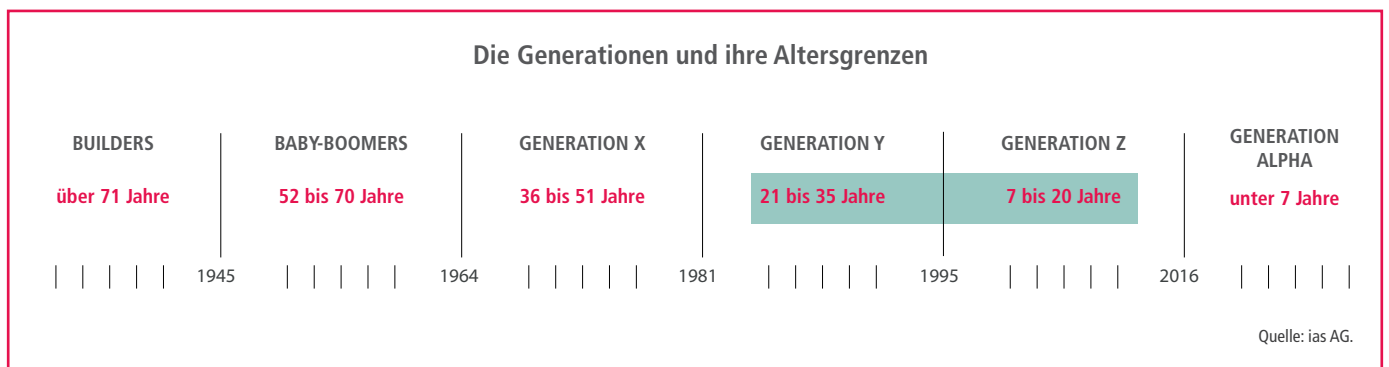 Die Generationen und ihre Altersgrenzen
BUILDERS
BABY-BOOMERS
GENERATION X
GENERATION Y
GENERATION Z
GENERATION
ALPHA
über 71 Jahre
52 bis 70 Jahre
36 bis 51 Jahre
21 bis 35 Jahre
7 bis 20 Jahre
unter 7 Jahre
1945
1964
1981
1995
2016
Quelle: ias AG.